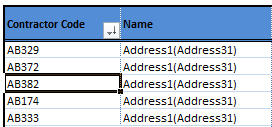 Contractor Code Name
AB329 Address1(Address31)
AB372 Address1(Address31)
AB382 Address1(Address31)
AB174 Address1(Address31)
AB333 Address1(Address31)